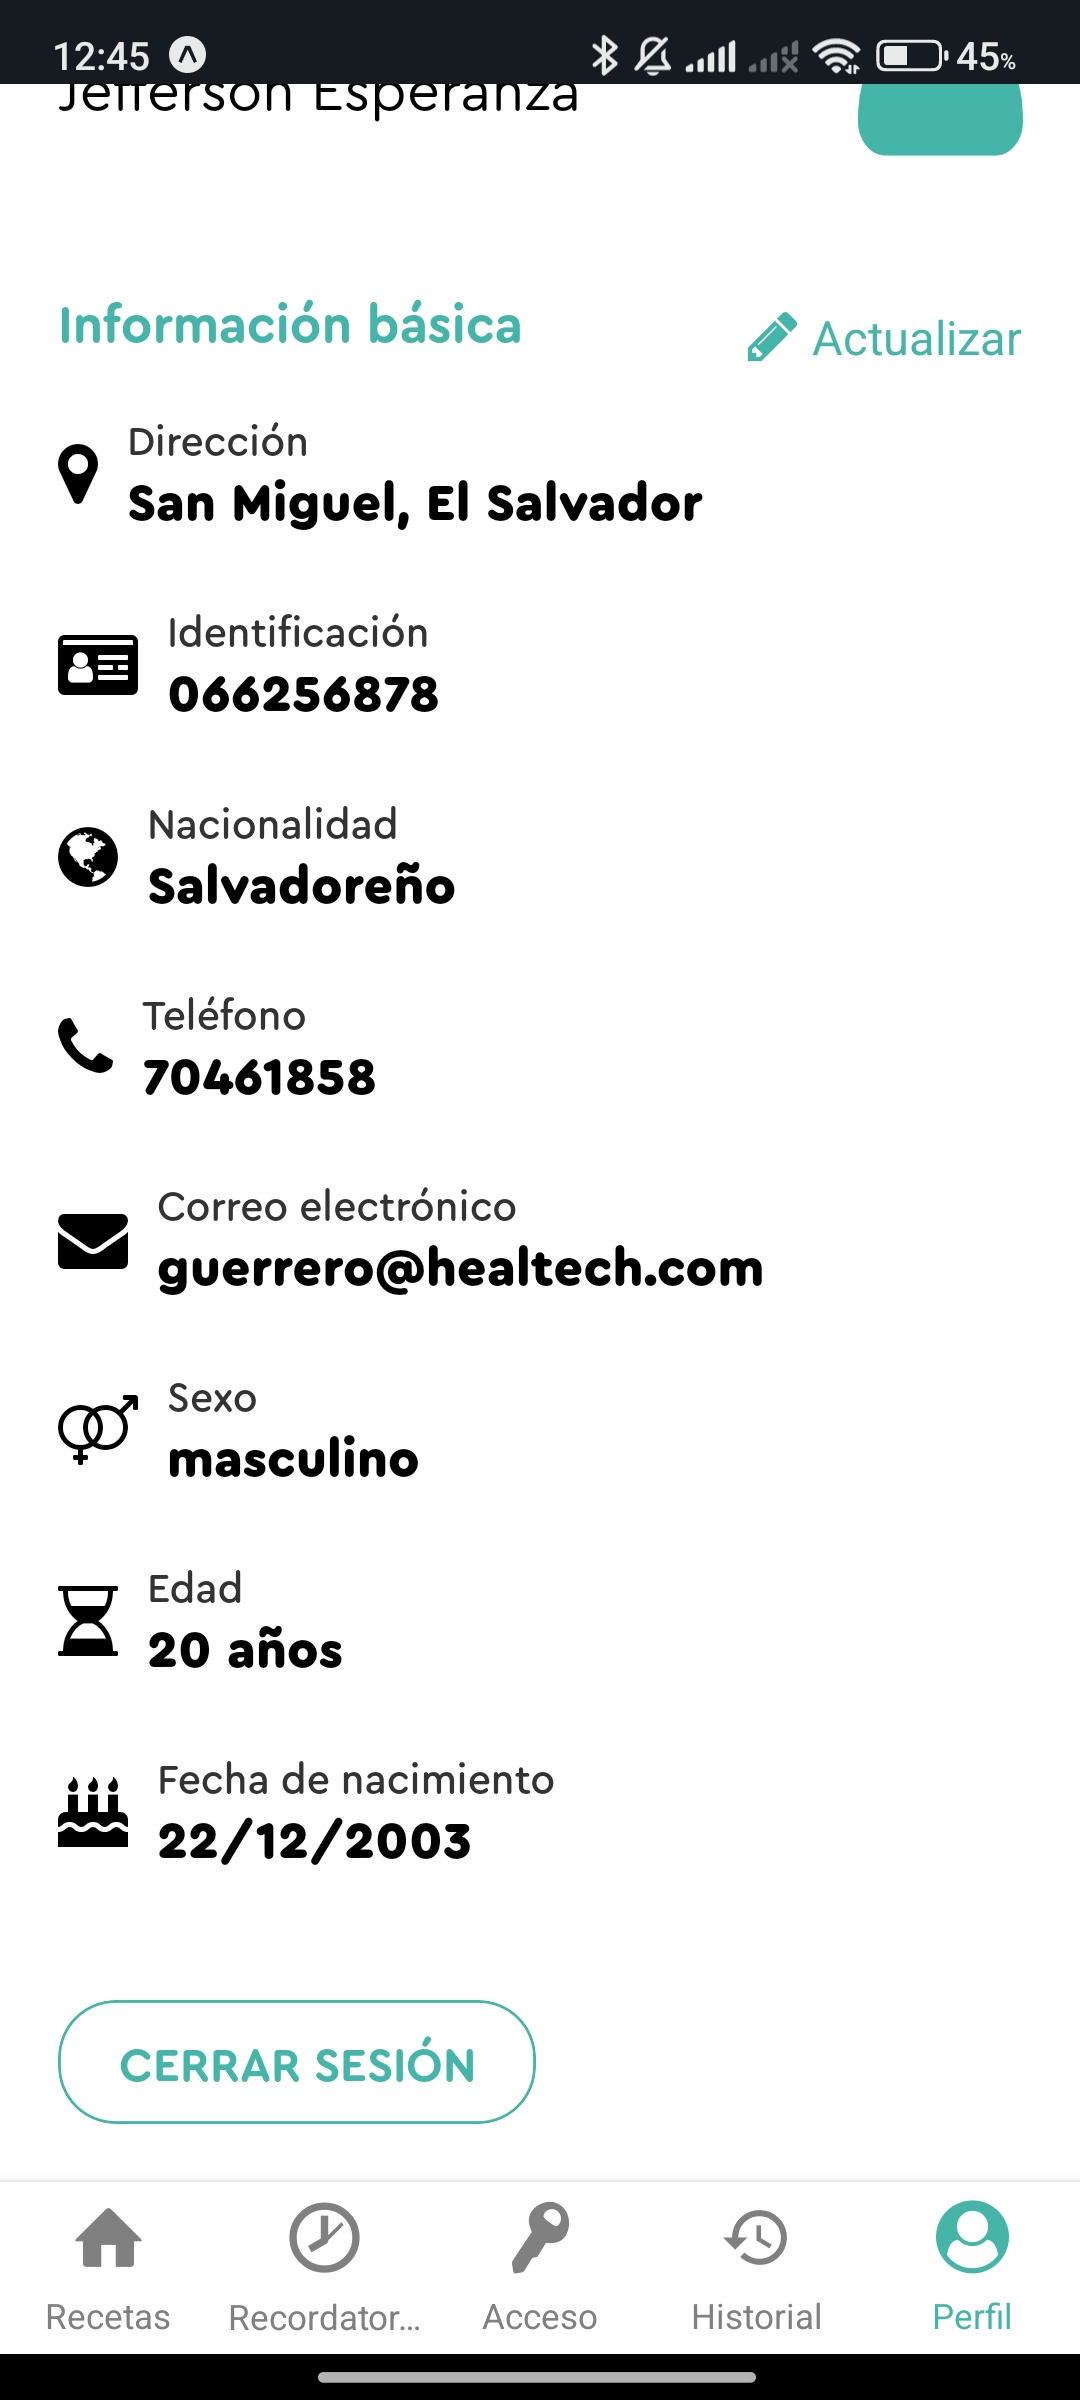 12:45
45%
Jefferson Esperanza
Información básica
Actualizar
Dirección
San Miguel, El Salvador
Identificación
066256878
Nacionalidad
Salvadoreño
Teléfono
70461858
Correo electrónico
guerrero@healtech.com
Sexo
masculino
Edad
20 años
Fecha de nacimiento
22/12/2003
CERRAR SESIÓN
Recetas
Recordator...
Acceso
Historial
Perfil